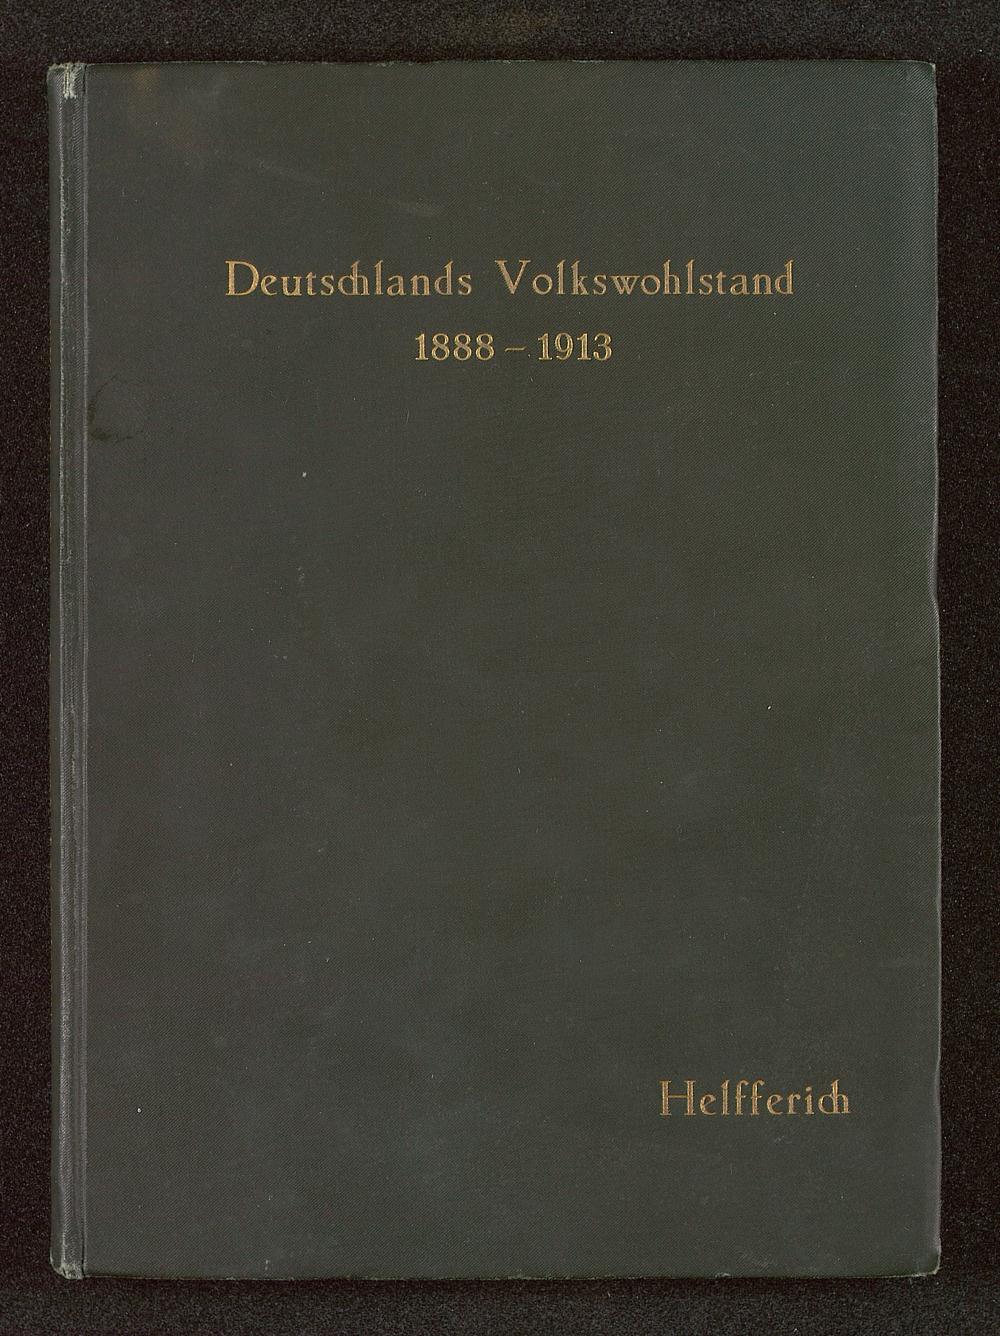 Deutschlands Volkswohlstand
1888 – 1913
Helfferich